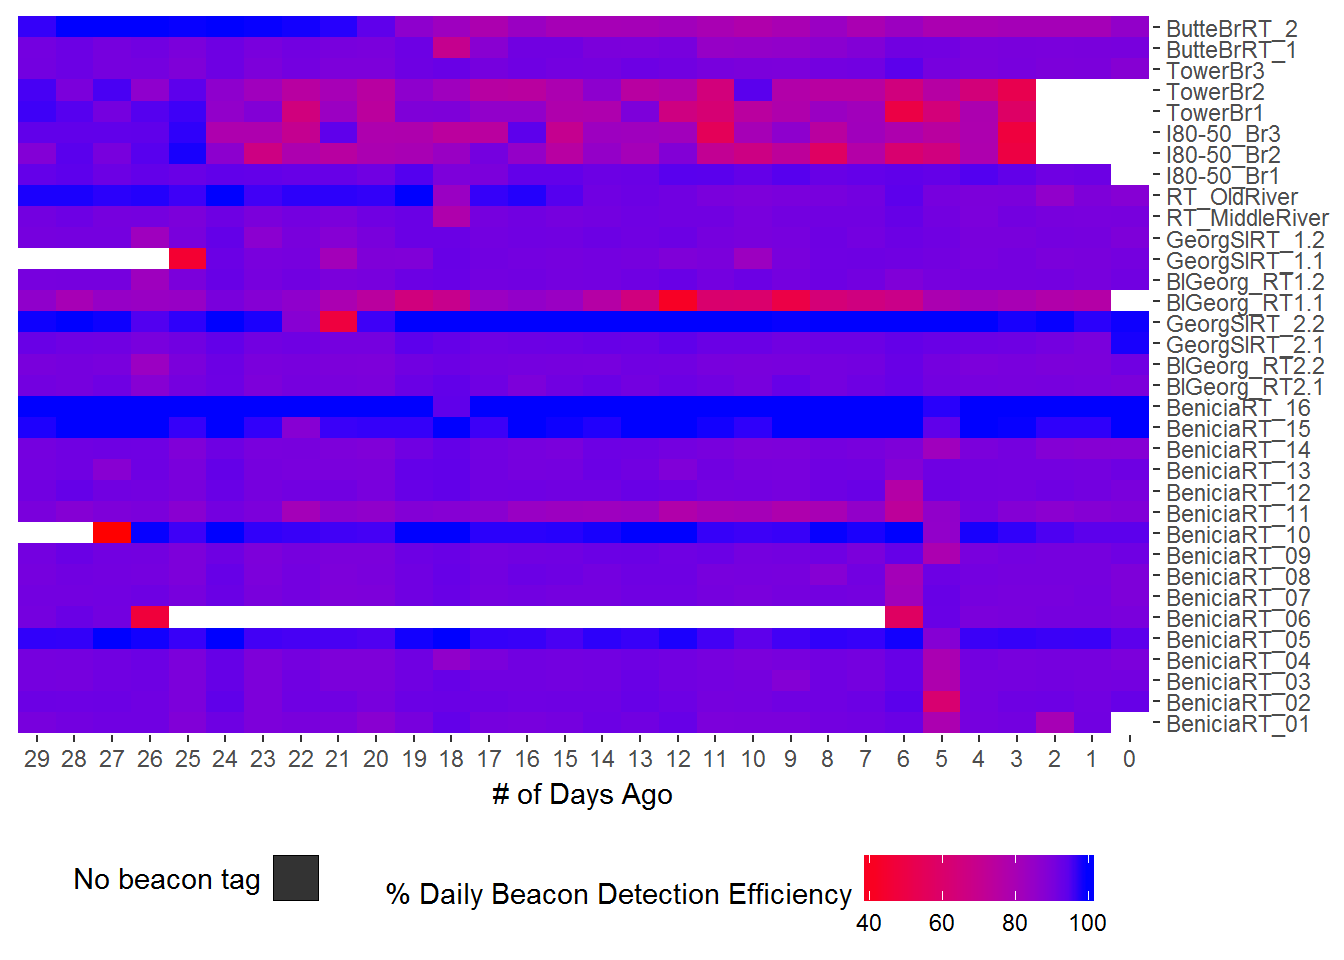 ButteBrRT_2
ButteBrRT_1
TowerBr3
TowerBr2
TowerBr1
I80-50_Br3
I80-50_Br2
I80-50_Br1
RT_OldRiver
RT_MiddleRiver
GeorgSlRT_1.2
GeorgSlRT_1.1
BlGeorg_RT1.2
BlGeorg_RT1.1
GeorgSlRT_2.2
GeorgSlRT_2.1
BlGeorg_RT2.2
BlGeorg_RT2.1
BeniciaRT_16
BeniciaRT_15
BeniciaRT_14
BeniciaRT_13
BeniciaRT_12
BeniciaRT_11
BeniciaRT_10
BeniciaRT_09
BeniciaRT_08
BeniciaRT_07
BeniciaRT_06
BeniciaRT_05
BeniciaRT_04
BeniciaRT_03
BeniciaRT_02
BeniciaRT_01
29 28 27 26 25 24 23 22 21 20 19 18 17 16 15 14 13 12 11 10 9 8 7 6 5 4 3 2 1 0
# of Days Ago
No beacon tag
% Daily Beacon Detection Efficiency
40 60 80 100